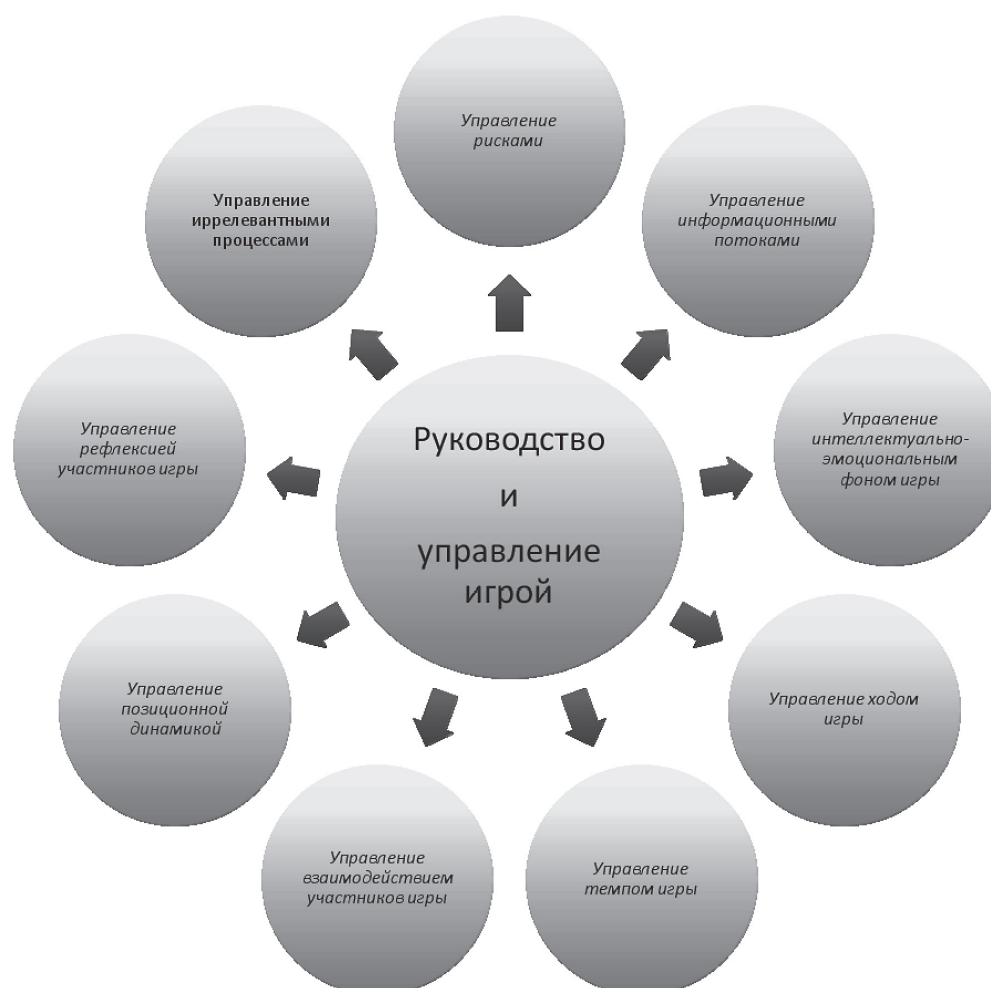 Управление
рисками
Управление
информационными
потоками
Управление
интеллектуально-
эмоциональным
фоном игры
Управление ходом
игры
Управление
темпом игры
Управление
взаимодействием
участников игры
Управление
позиционной
динамикой
Управление
рефлексией
участников игры
Управление
иррелевантными
процессами
Руководство
и
управление
игрой